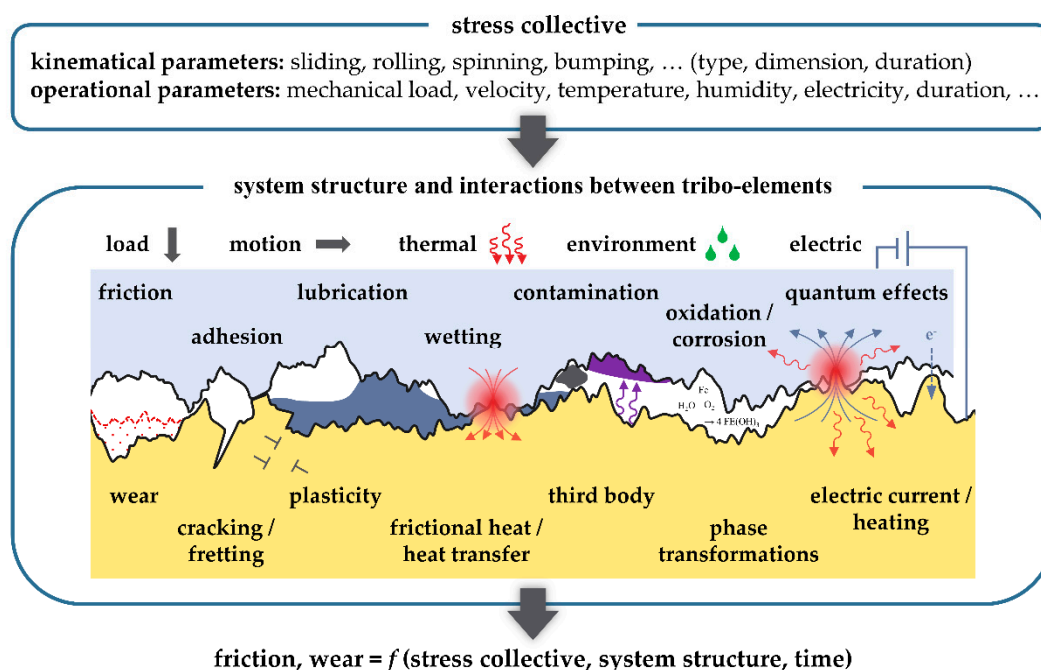 stress collective
kinematical parameters: sliding, rolling, spinning, bumping, … (type, dimension, duration)
operational parameters: mechanical load, velocity, temperature, humidity, electricity, duration, …
system structure and interactions between tribo-elements
load motion thermal environment electric
friction lubrication contamination quantum effects
adhesion wetting oxidation /
corrosion
e-
Fe
H₂O O₂
→ 4 FE(OH)₃
wear plasticity third body electric current /
heating
cracking /
fretting
frictional heat /
heat transfer
phase
transformations
friction, wear = f (stress collective, system structure, time)